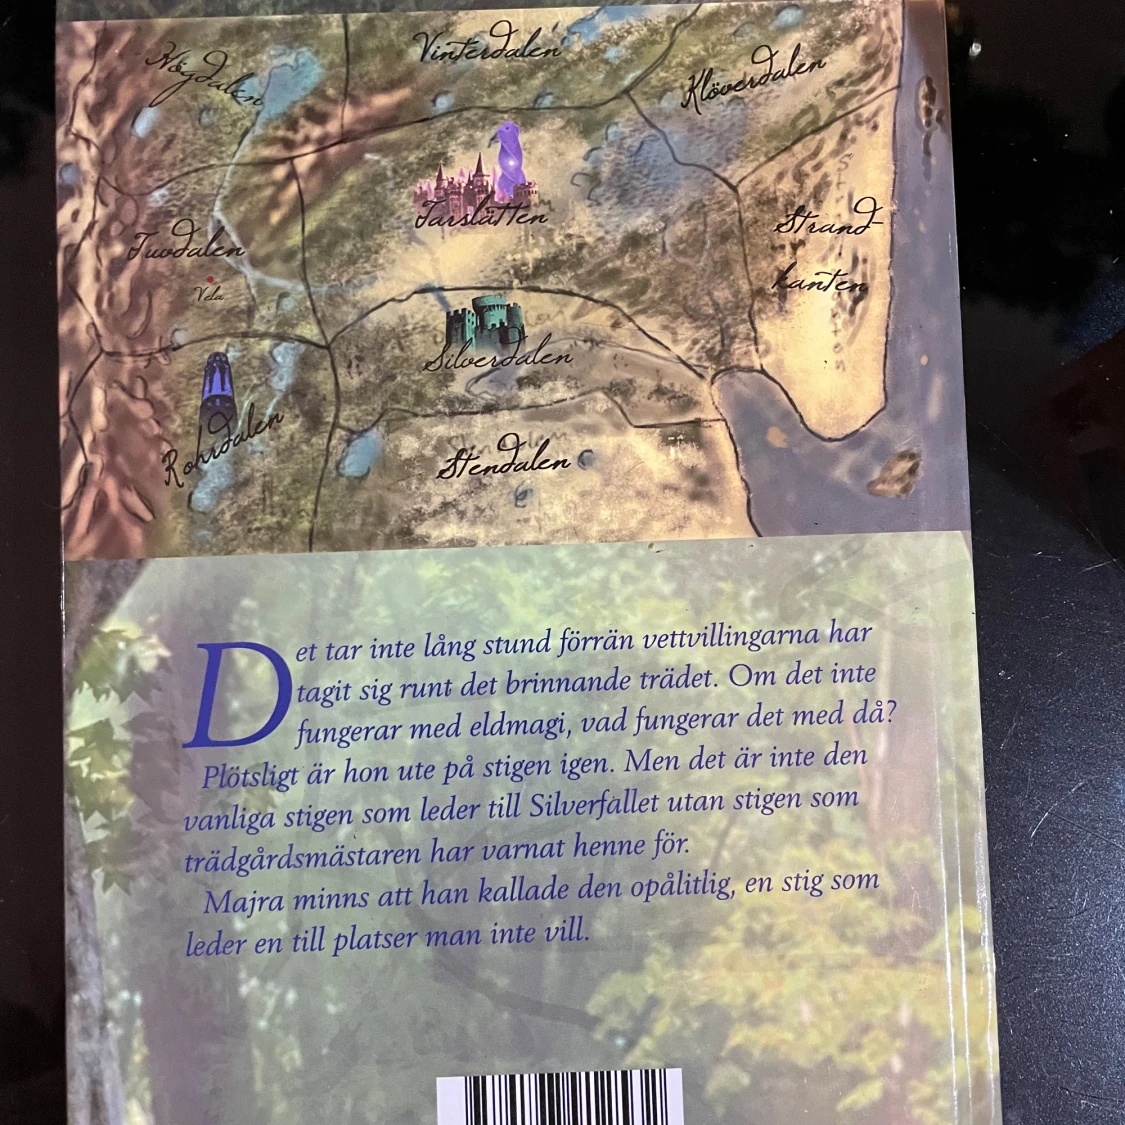 Högdalen
Vinterdalen
Klöverdalen
Tarslätten
Strand-
kanten
Tuvdalen
Vela
Silverdalen
Rohrdalen
Stendalen
Det tar inte lång stund förrän vettvillingarna har
tagit sig runt det brinnande trädet. Om det inte
fungerar med eldmagi, vad fungerar det med då?
Plötsligt är hon ute på stigen igen. Men det är inte den
vanliga stigen som leder till Silverfallet utan stigen som
trädgårdsmästaren har varnat henne för.
Majra minns att han kallade den opålitlig, en stig som
leder en till platser man inte vill.